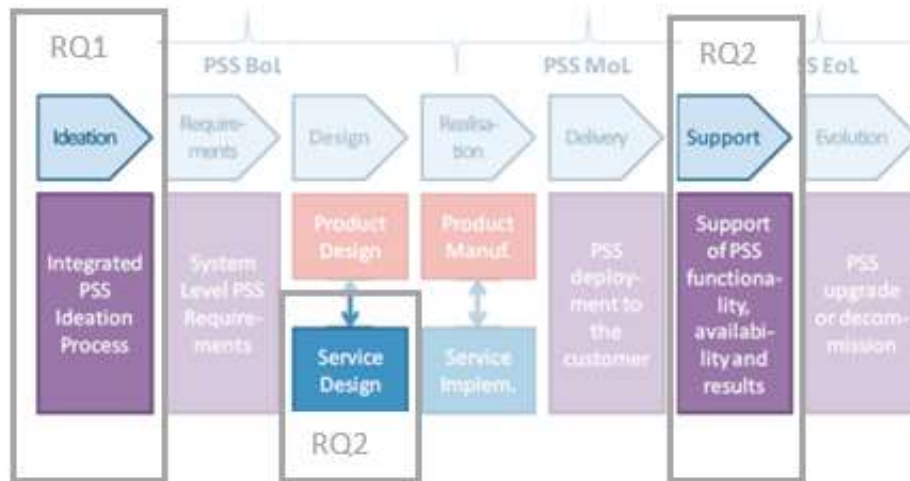 RQ1
RQ2
PSS BoL
PSS MoL
S EoL
Ideation
Require-
ments
Design
Realisa-
tion
Delivery
Support
Evolution
Integrated
PSS
Ideation
Process
System
Level PSS
Require-
ments
Product
Design
Service
Design
RQ2
Product
Manuf.
Service
Implem.
PSS
deploy-
ment to
the
customer
Support
of PSS
functiona-
lity,
availabi-
lity and
results
PSS
upgrade
or decom-
mission